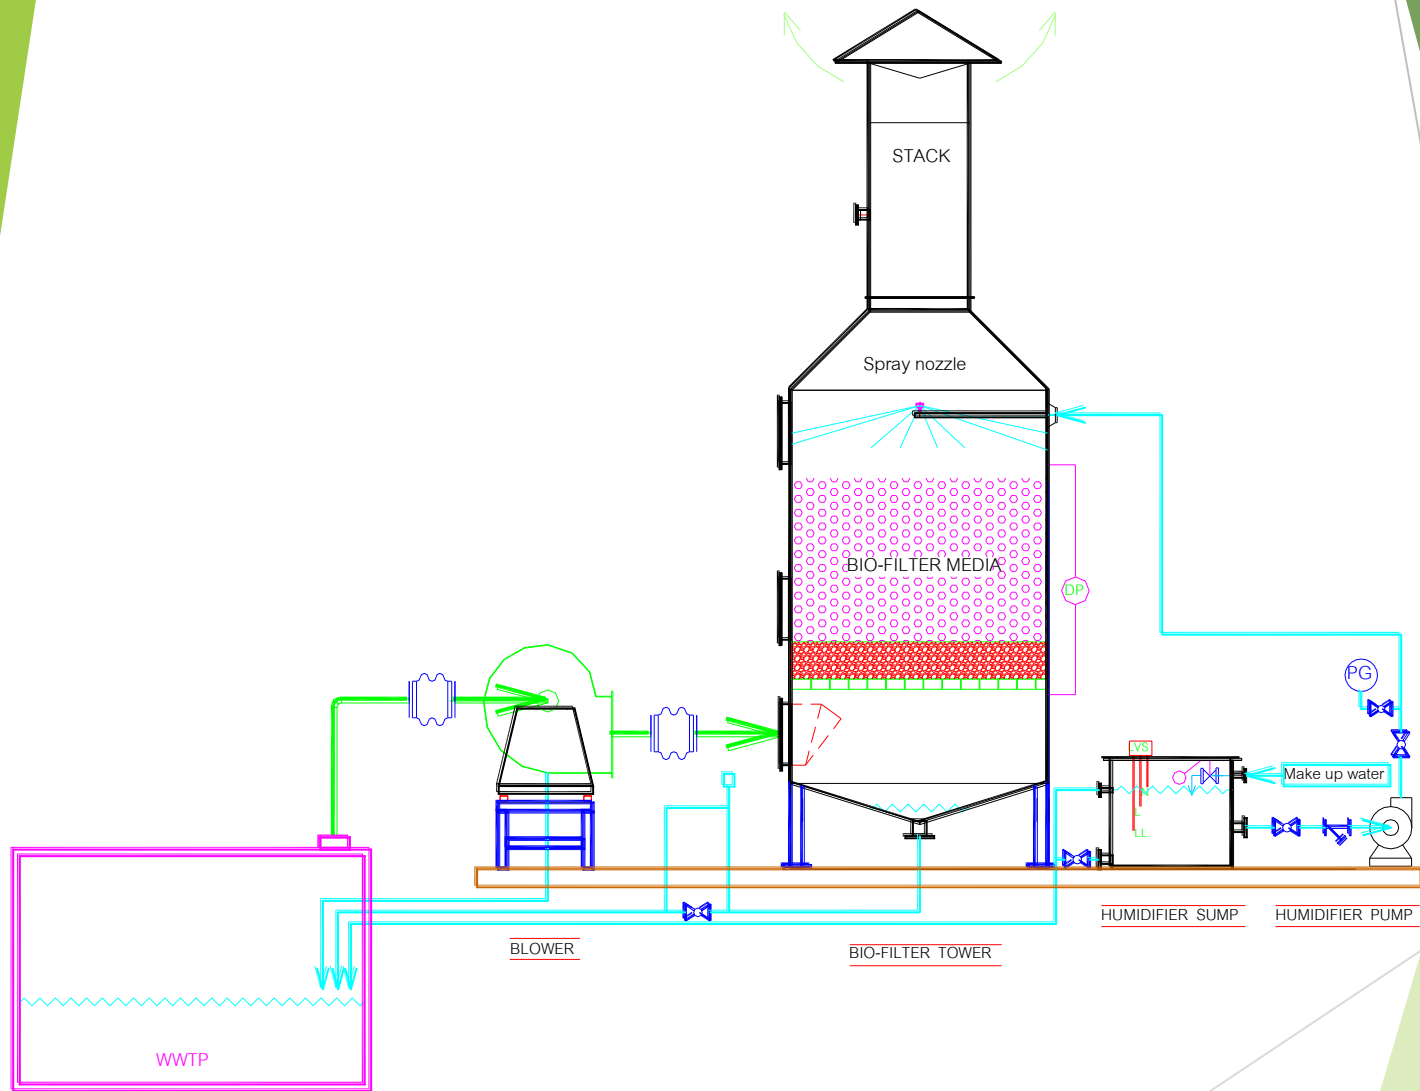 STACK
Spray nozzle
BIO-FILTER MEDIA
DP
PG
LVS
Make up water
L
LL
HUMIDIFIER SUMP
HUMIDIFIER PUMP
BLOWER
BIO-FILTER TOWER
WWTP